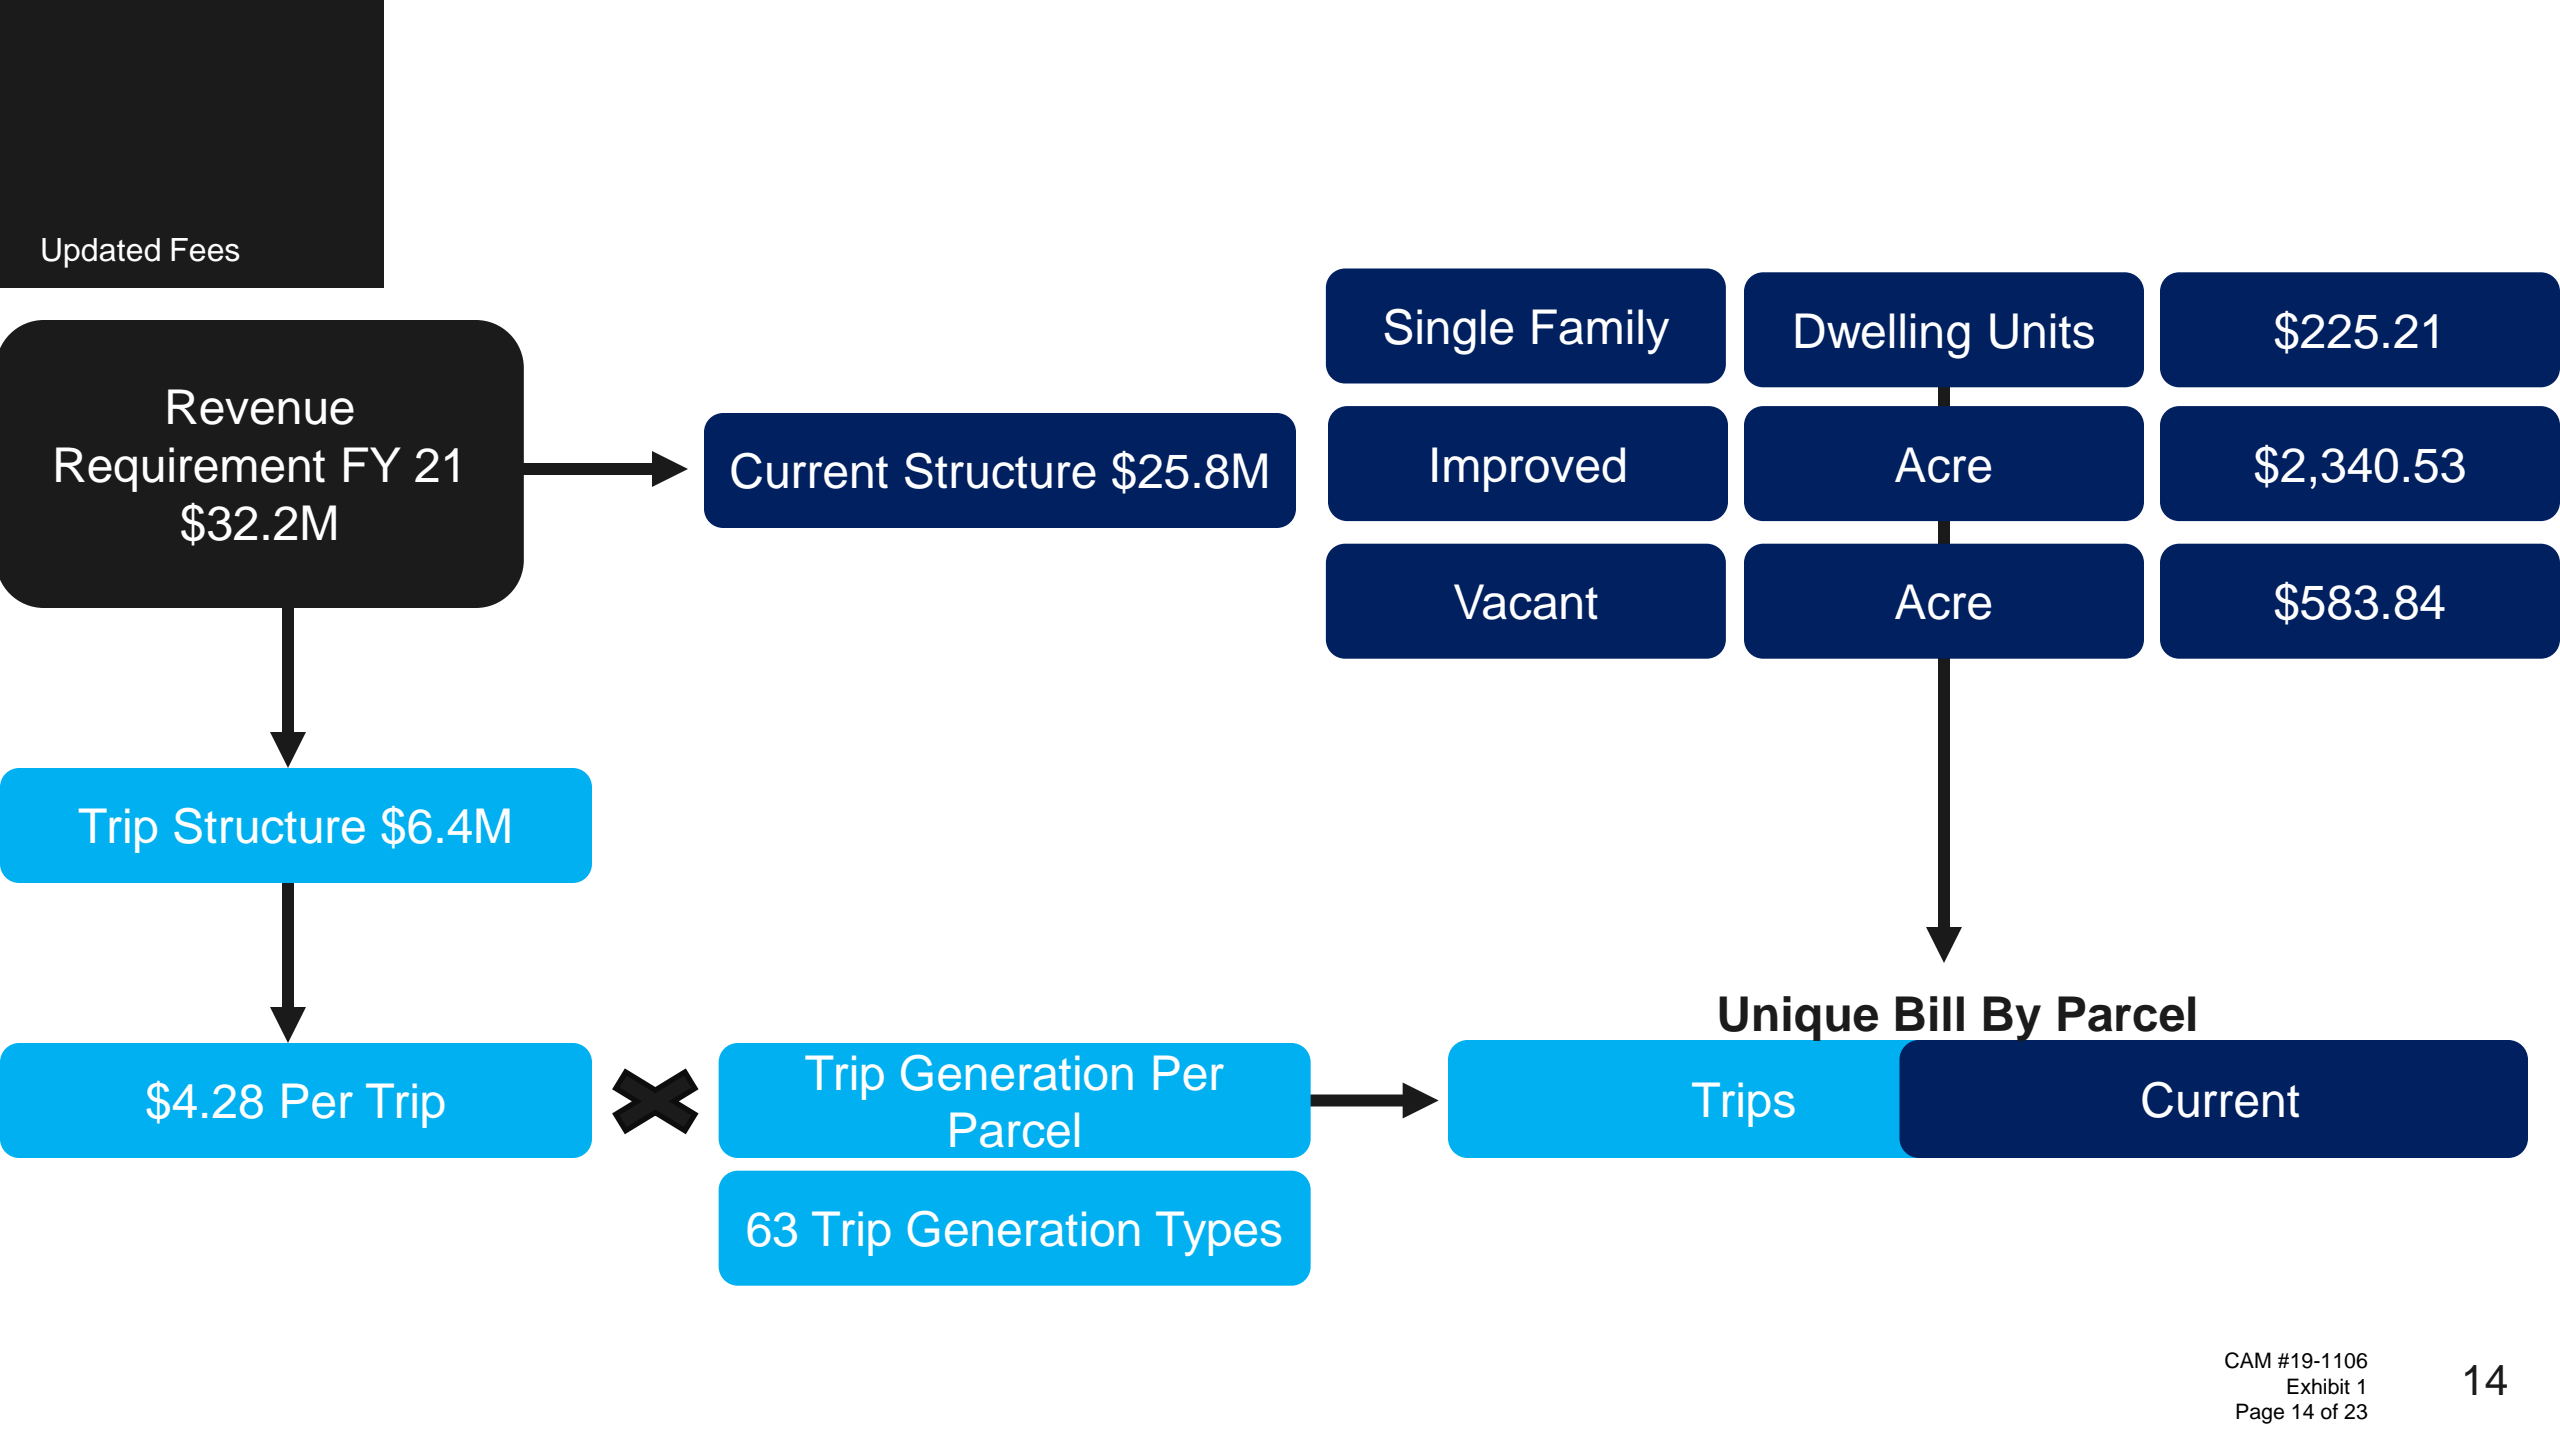 Updated Fees
Revenue
Requirement FY 21
$32.2M
Current Structure $25.8M
Single Family
Dwelling Units
$225.21
Improved
Acre
$2,340.53
Vacant
Acre
$583.84
Trip Structure $6.4M
$4.28 Per Trip
Trip Generation Per
Parcel
63 Trip Generation Types
Unique Bill By Parcel
Trips
Current
CAM #19-1106
Exhibit 1
Page 14 of 23
14